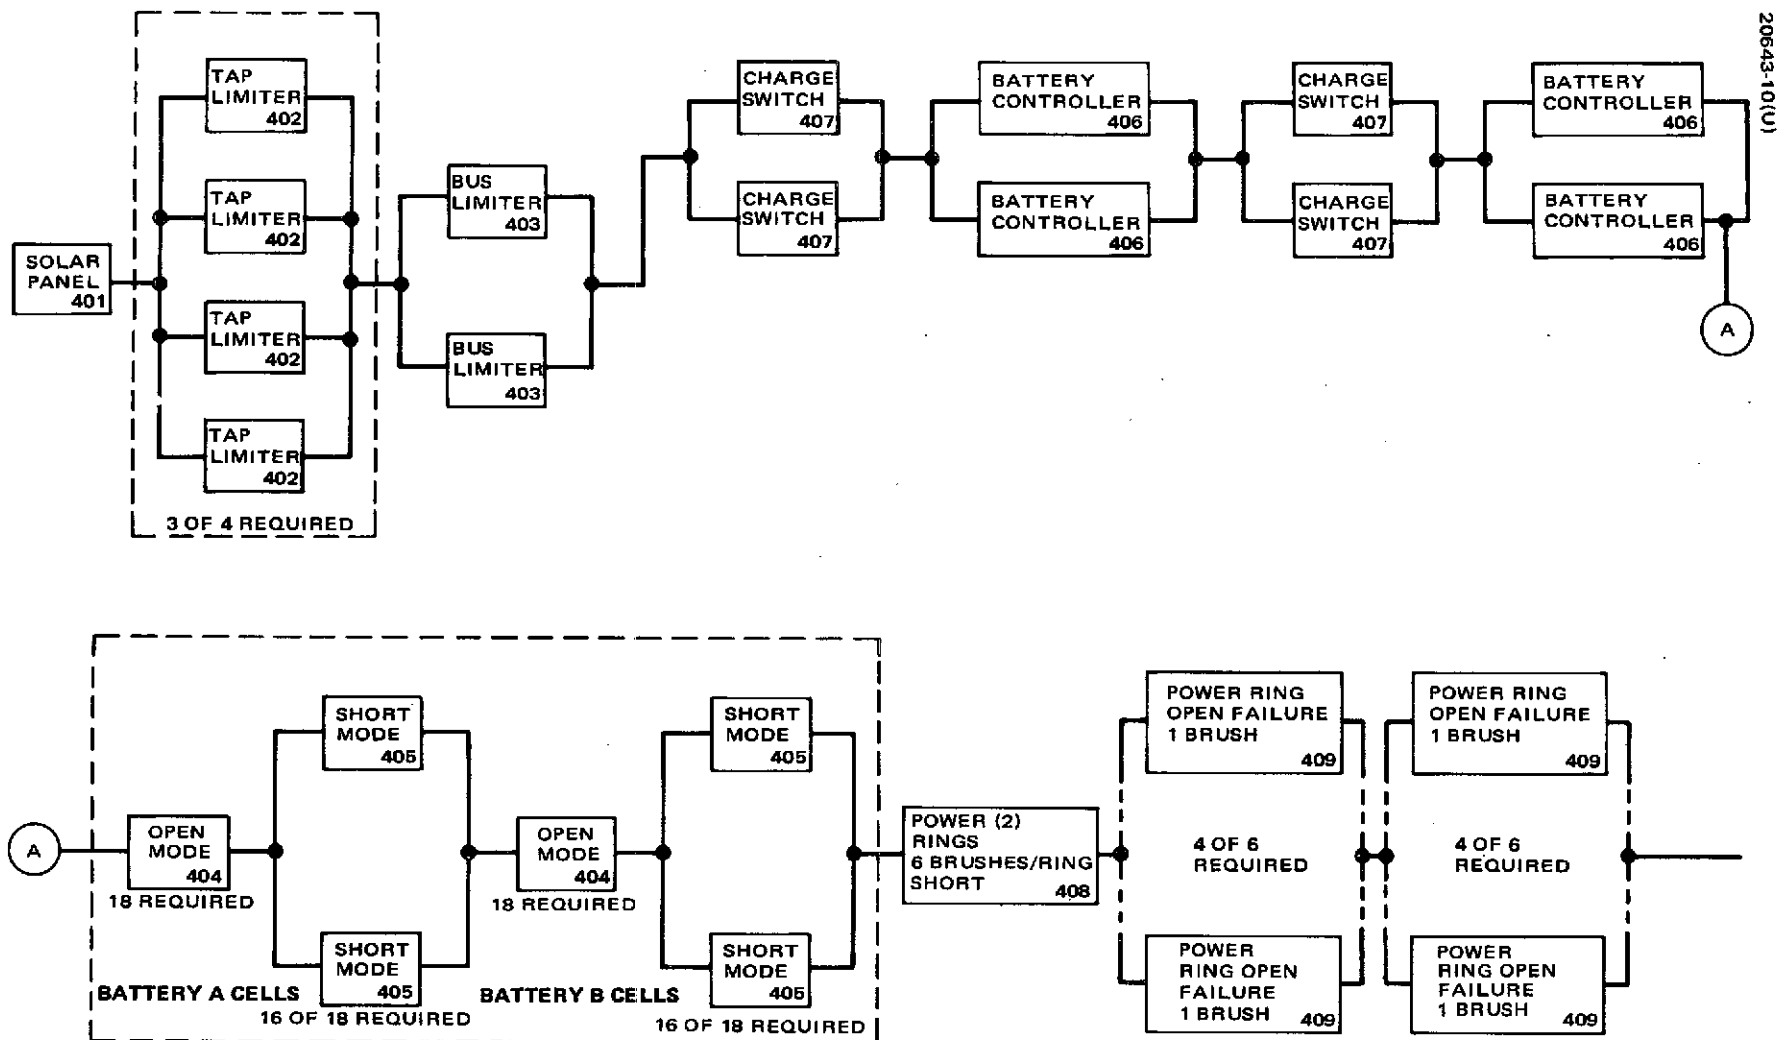 20643-10(U)
TAP
LIMITER
402
TAP
LIMITER
402
TAP
LIMITER
402
TAP
LIMITER
402
3 OF 4 REQUIRED
SOLAR
PANEL
401
BUS
LIMITER
403
BUS
LIMITER
403
CHARGE
SWITCH
407
CHARGE
SWITCH
407
BATTERY
CONTROLLER
406
BATTERY
CONTROLLER
406
CHARGE
SWITCH
407
CHARGE
SWITCH
407
BATTERY
CONTROLLER
406
BATTERY
CONTROLLER
406
A
A
OPEN
MODE
404
18 REQUIRED
SHORT
MODE
405
SHORT
MODE
405
BATTERY A CELLS
16 OF 18 REQUIRED
OPEN
MODE
404
18 REQUIRED
SHORT
MODE
405
SHORT
MODE
405
BATTERY B CELLS
16 OF 18 REQUIRED
POWER (2)
RINGS
6 BRUSHES/RING
SHORT
408
POWER RING
OPEN FAILURE
1 BRUSH
409
4 OF 6
REQUIRED
POWER
RING OPEN
FAILURE
1 BRUSH
409
POWER RING
OPEN FAILURE
1 BRUSH
409
4 OF 6
REQUIRED
POWER
RING OPEN
FAILURE
1 BRUSH
409